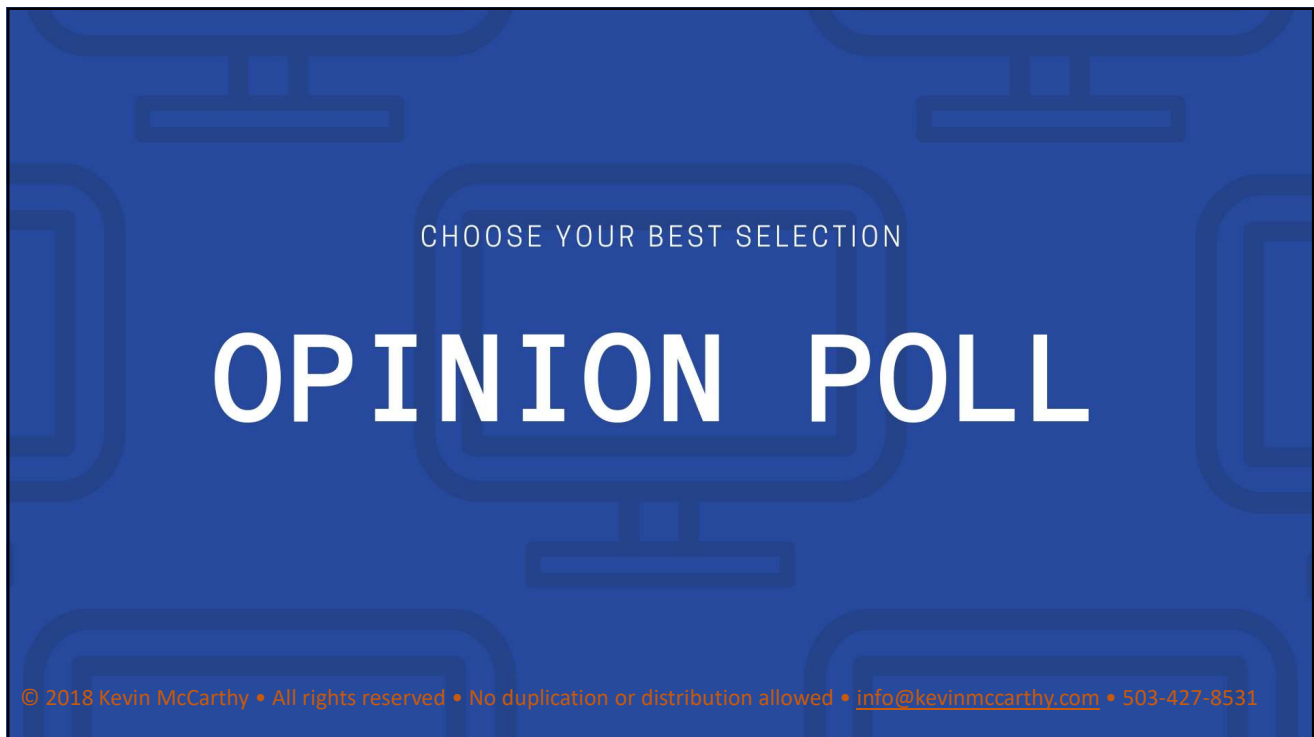 CHOOSE YOUR BEST SELECTION
OPINION POLL
© 2018 Kevin McCarthy • All rights reserved • No duplication or distribution allowed • info@kevinmccarthy.com • 503-427-8531